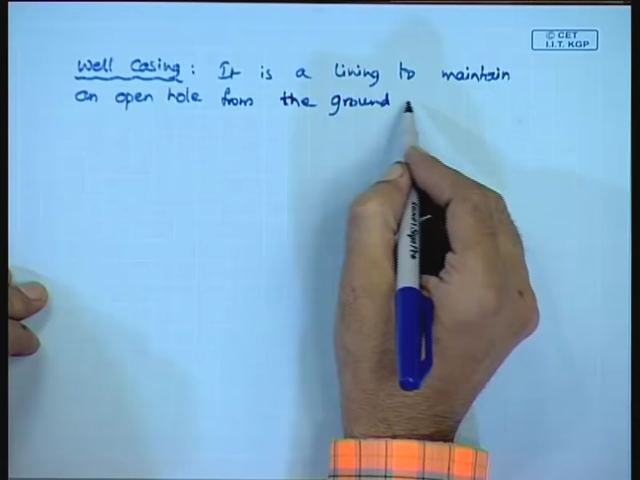 © CET
I.I.T. KGP
Well Casing : It is a lining to maintain
an open hole from the ground